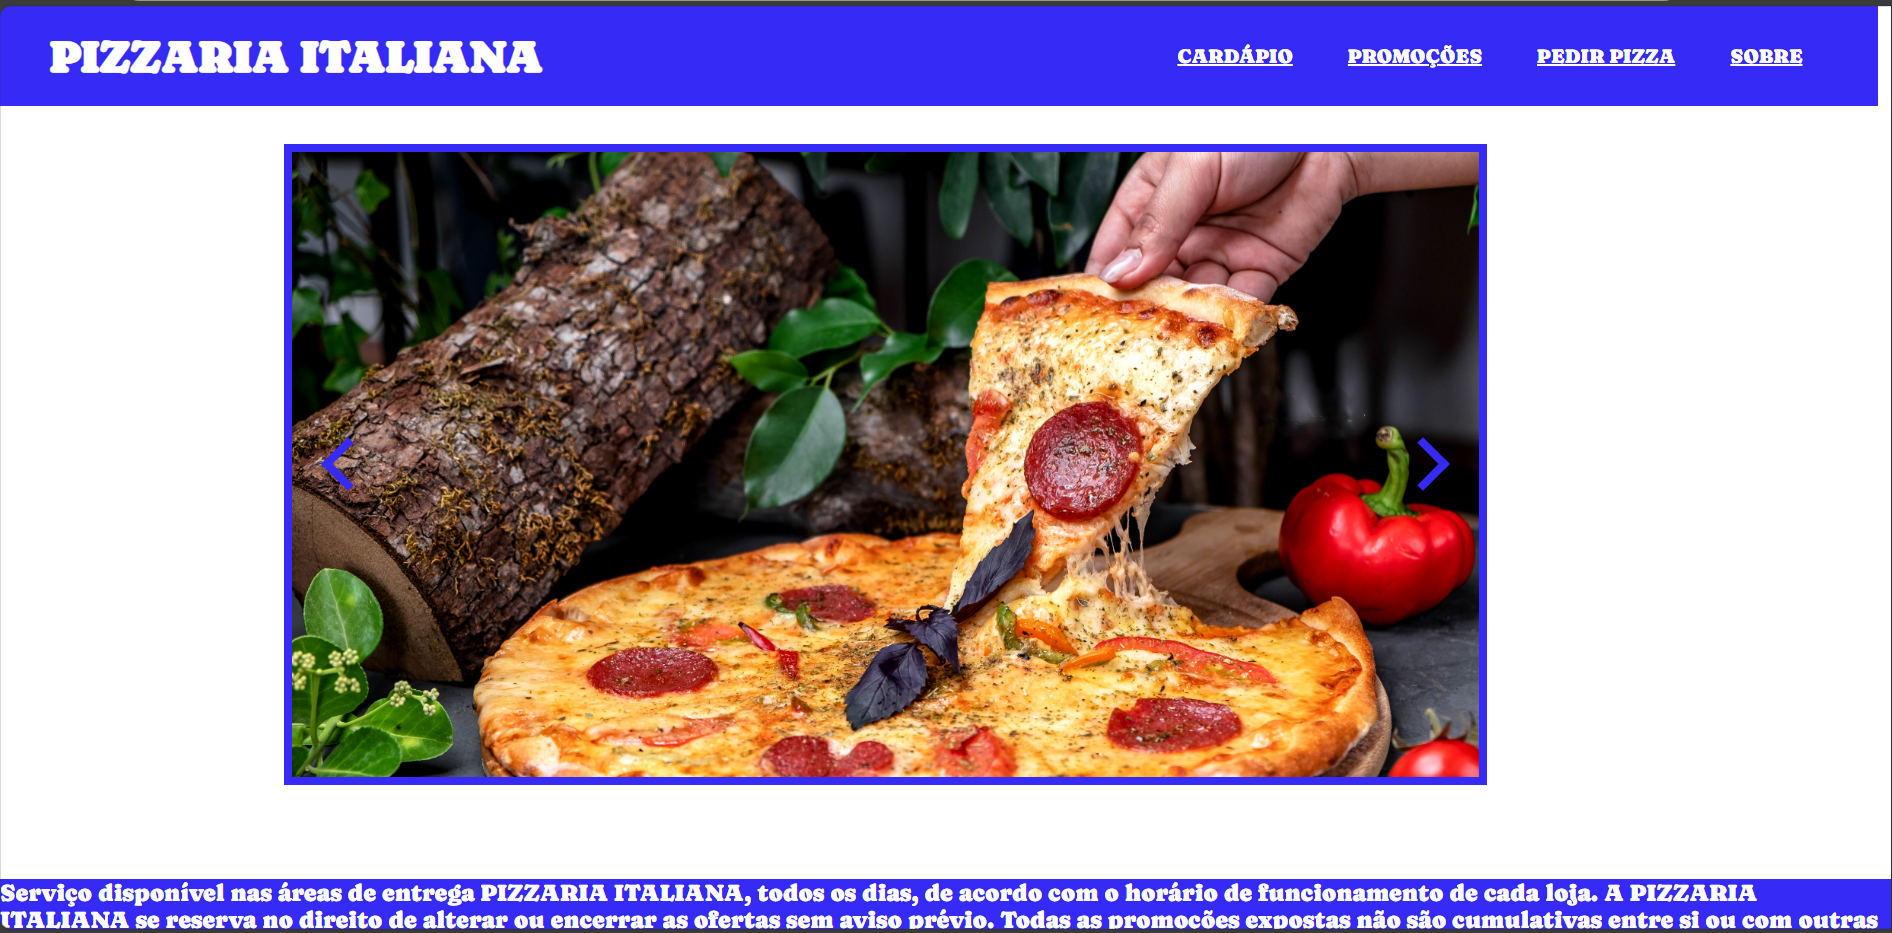 PIZZARIA ITALIANA
CARDÁPIO PROMOÇÕES PEDIR PIZZA SOBRE
Serviço disponível nas áreas de entrega PIZZARIA ITALIANA, todos os dias, de acordo com o horário de funcionamento de cada loja. A PIZZARIA
ITALIANA se reserva no direito de alterar ou encerrar as ofertas sem aviso prévio. Todas as promoções expostas não são cumulativas entre si ou com outras